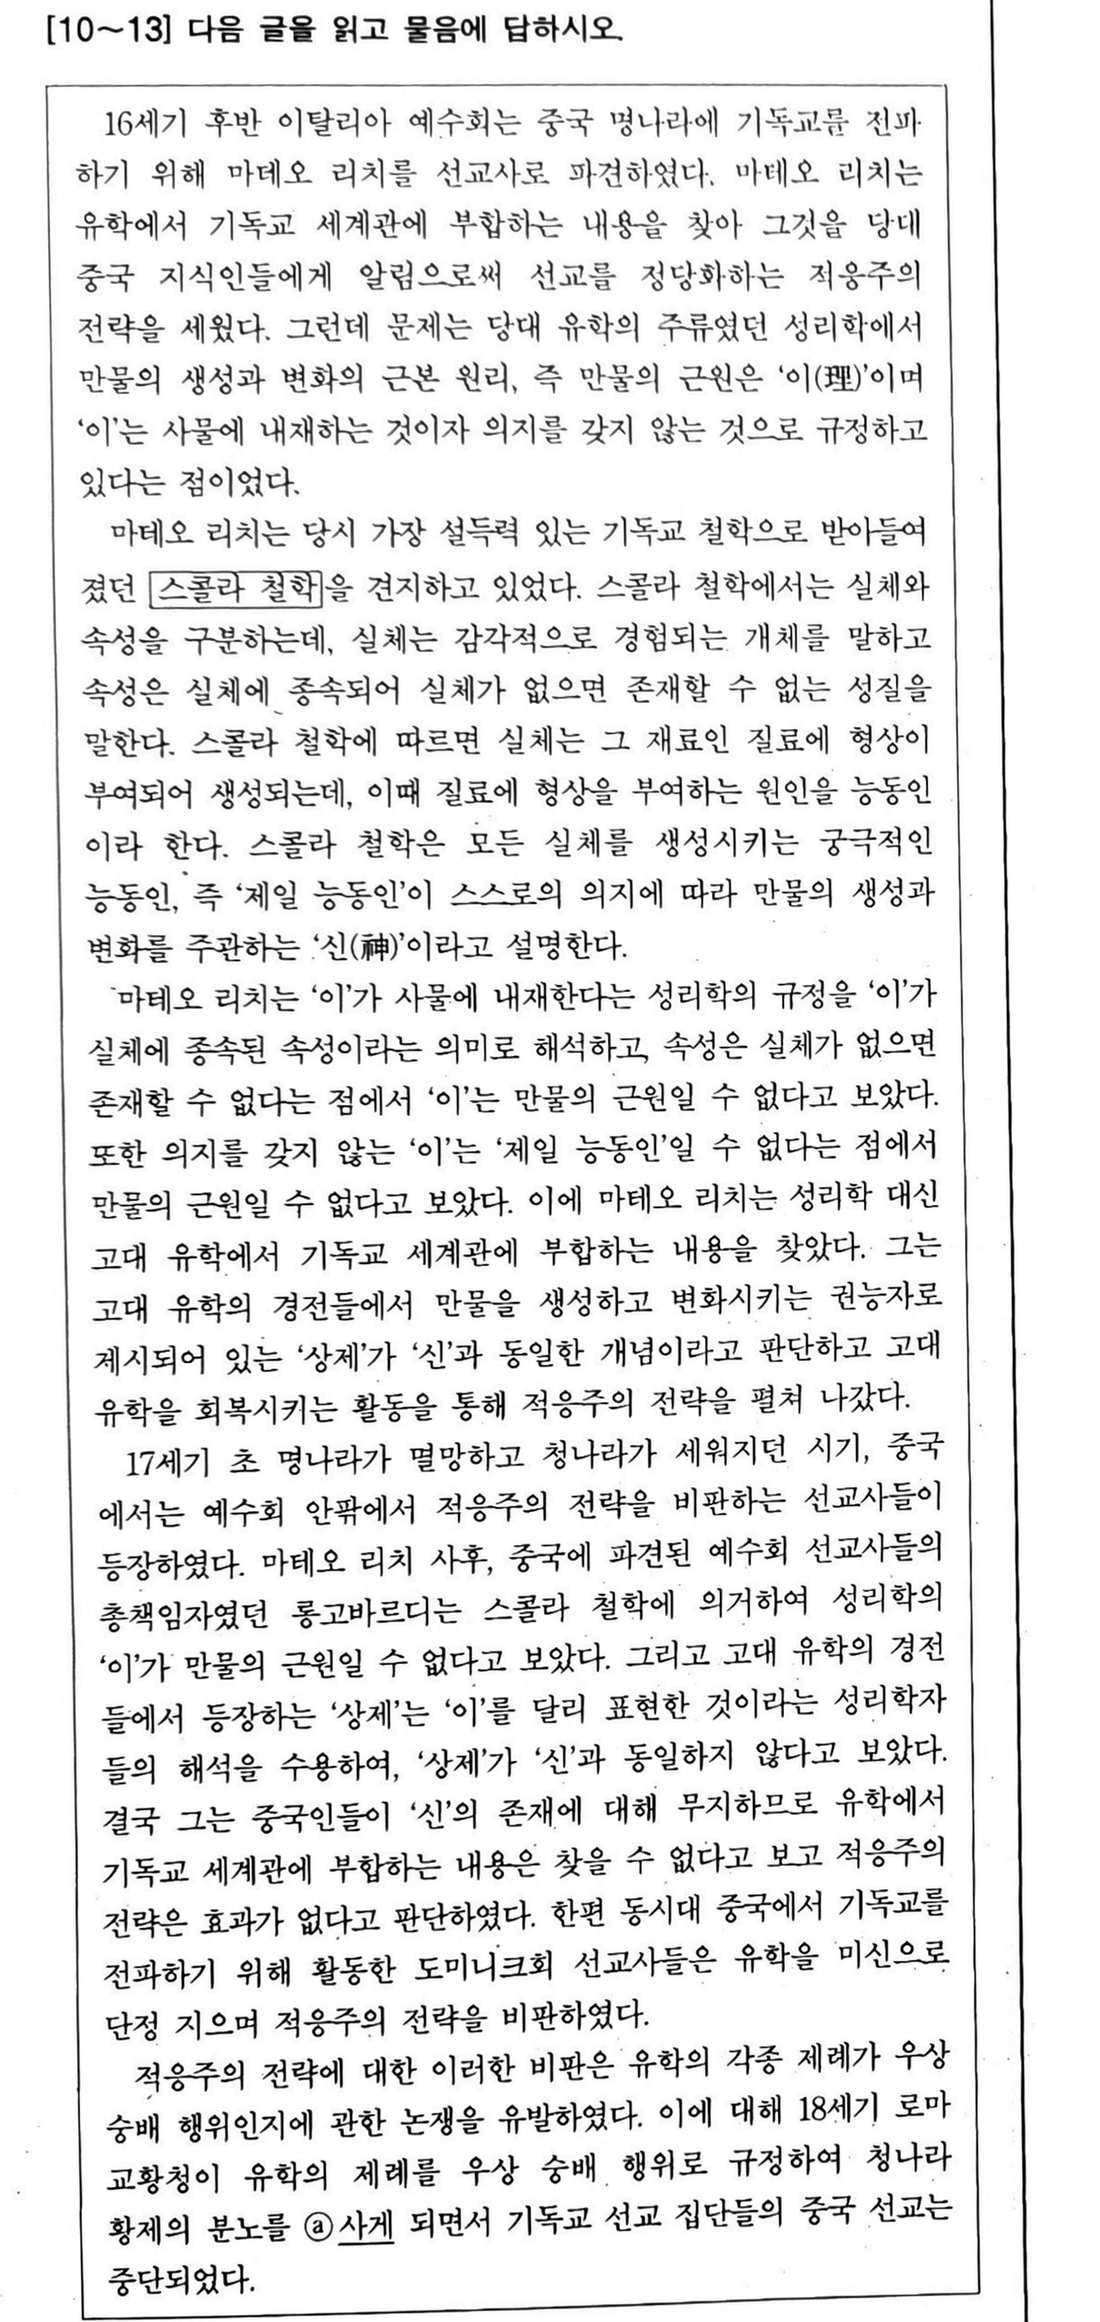 [10～13] 다음 글을 읽고 물음에 답하시오.
16세기 후반 이탈리아 예수회는 중국 명나라에 기독교를 전파
하기 위해 마테오 리치를 선교사로 파견하였다. 마테오 리치는
유학에서 기독교 세계관에 부합하는 내용을 찾아 그것을 당대
중국 지식인들에게 알림으로써 선교를 정당화하는 적응주의
전략을 세웠다. 그런데 문제는 당대 유학의 주류였던 성리학에서
만물의 생성과 변화의 근본 원리, 즉 만물의 근원은 ‘이(理)’이며
‘이’는 사물에 내재하는 것이자 의지를 갖지 않는 것으로 규정하고
있다는 점이었다.
마테오 리치는 당시 가장 설득력 있는 기독교 철학으로 받아들여
졌던 스콜라 철학을 견지하고 있었다. 스콜라 철학에서는 실체와
속성을 구분하는데, 실체는 감각적으로 경험되는 개체를 말하고
속성은 실체에 종속되어 실체가 없으면 존재할 수 없는 성질을
말한다. 스콜라 철학에 따르면 실체는 그 재료인 질료에 형상이
부여되어 생성되는데, 이때 질료에 형상을 부여하는 원인을 능동인
이라 한다. 스콜라 철학은 모든 실체를 생성시키는 궁극적인
능동인, 즉 ‘제일 능동인’이 스스로의 의지에 따라 만물의 생성과
변화를 주관하는 ‘신(神)’이라고 설명한다.
마테오 리치는 ‘이’가 사물에 내재한다는 성리학의 규정을 ‘이’가
실체에 종속된 속성이라는 의미로 해석하고, 속성은 실체가 없으면
존재할 수 없다는 점에서 ‘이’는 만물의 근원일 수 없다고 보았다.
또한 의지를 갖지 않는 ‘이’는 ‘제일 능동인’일 수 없다는 점에서
만물의 근원일 수 없다고 보았다. 이에 마테오 리치는 성리학 대신
고대 유학에서 기독교 세계관에 부합하는 내용을 찾았다. 그는
고대 유학의 경전들에서 만물을 생성하고 변화시키는 권능자로
제시되어 있는 ‘상제’가 ‘신’과 동일한 개념이라고 판단하고 고대
유학을 회복시키는 활동을 통해 적응주의 전략을 펼쳐 나갔다.
17세기 초 명나라가 멸망하고 청나라가 세워지던 시기, 중국
에서는 예수회 안팎에서 적응주의 전략을 비판하는 선교사들이
등장하였다. 마테오 리치 사후, 중국에 파견된 예수회 선교사들의
총책임자였던 롱고바르디는 스콜라 철학에 의거하여 성리학의
‘이’가 만물의 근원일 수 없다고 보았다. 그리고 고대 유학의 경전
들에서 등장하는 ‘상제’는 ‘이’를 달리 표현한 것이라는 성리학자
들의 해석을 수용하여, ‘상제’가 ‘신’과 동일하지 않다고 보았다.
결국 그는 중국인들이 ‘신’의 존재에 대해 무지하므로 유학에서
기독교 세계관에 부합하는 내용은 찾을 수 없다고 보고 적응주의
전략은 효과가 없다고 판단하였다. 한편 동시대 중국에서 기독교를
전파하기 위해 활동한 도미니크회 선교사들은 유학을 미신으로
단정 지으며 적응주의 전략을 비판하였다.
적응주의 전략에 대한 이러한 비판은 유학의 각종 제례가 우상
숭배 행위인지에 관한 논쟁을 유발하였다. 이에 대해 18세기 로마
교황청이 유학의 제례를 우상 숭배 행위로 규정하여 청나라
황제의 분노를 ⓐ사게 되면서 기독교 선교 집단들의 중국 선교는
중단되었다.